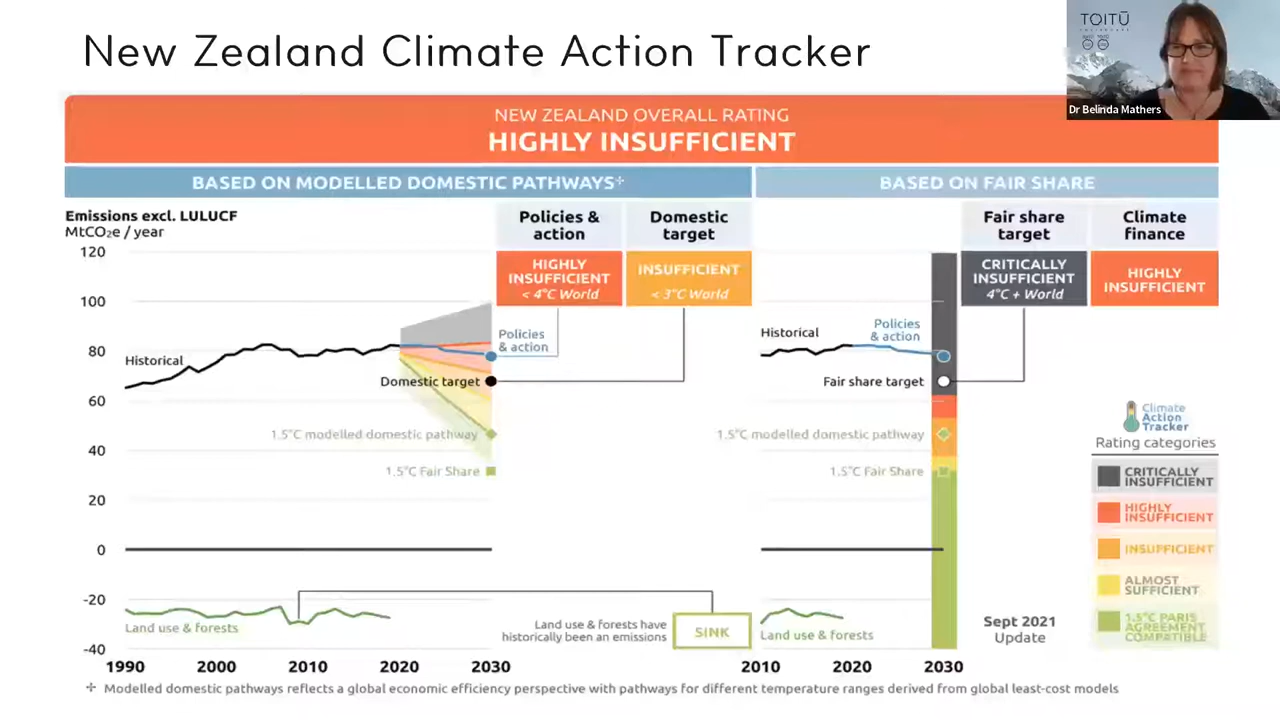 New Zealand Climate Action Tracker
TOITŪ
Dr Belinda Mathers
NEW ZEALAND OVERALL RATING
HIGHLY INSUFFICIENT
BASED ON MODELLED DOMESTIC PATHWAYS✢
BASED ON FAIR SHARE
Emissions excl. LULUCF
MtCO₂e / year
Policies &
action
Domestic
target
Fair share
target
Climate
finance
HIGHLY
INSUFFICIENT
< 4°C World
INSUFFICIENT
< 3°C World
CRITICALLY
INSUFFICIENT
4°C + World
HIGHLY
INSUFFICIENT
120
100
80
60
40
20
0
-20
-40
Historical
Policies
& action
Domestic target
1.5°C modelled domestic pathway
1.5°C Fair Share
Land use & forests
Land use & forests have
historically been an emissions
SINK
1990
2000
2010
2020
2030
Historical
Policies
& action
Fair share target
1.5°C modelled domestic pathway
1.5°C Fair Share
Land use & forests
2010
2020
2030
Sept 2021
Update
Climate
Action
Tracker
Rating categories
CRITICALLY
INSUFFICIENT
HIGHLY
INSUFFICIENT
INSUFFICIENT
ALMOST
SUFFICIENT
1.5°C PARIS
AGREEMENT
COMPATIBLE
✢ Modelled domestic pathways reflects a global economic efficiency perspective with pathways for different temperature ranges derived from global least-cost models